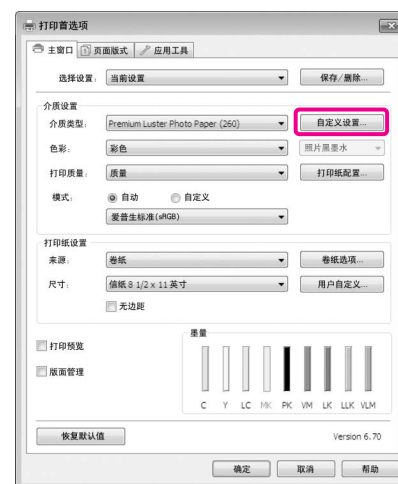 打印首选项
主窗口 页面版式 应用工具
选择设置: 当前设置 保存/删除...
介质设置
介质类型: Premium Luster Photo Paper (260) 自定义设置...
色彩: 彩色 照片黑墨水
打印质量: 质量 打印纸配置...
模式: 自动 自定义
爱普生标准(sRGB)
打印纸设置
来源: 卷纸 卷纸选项...
尺寸: 信纸 8 1/2 x 11 英寸 用户自定义...
无边距
打印预览
版面管理
墨量
C Y LC MK PK VM LK LLK VLM
恢复默认值 Version 6.70
确定 取消 帮助